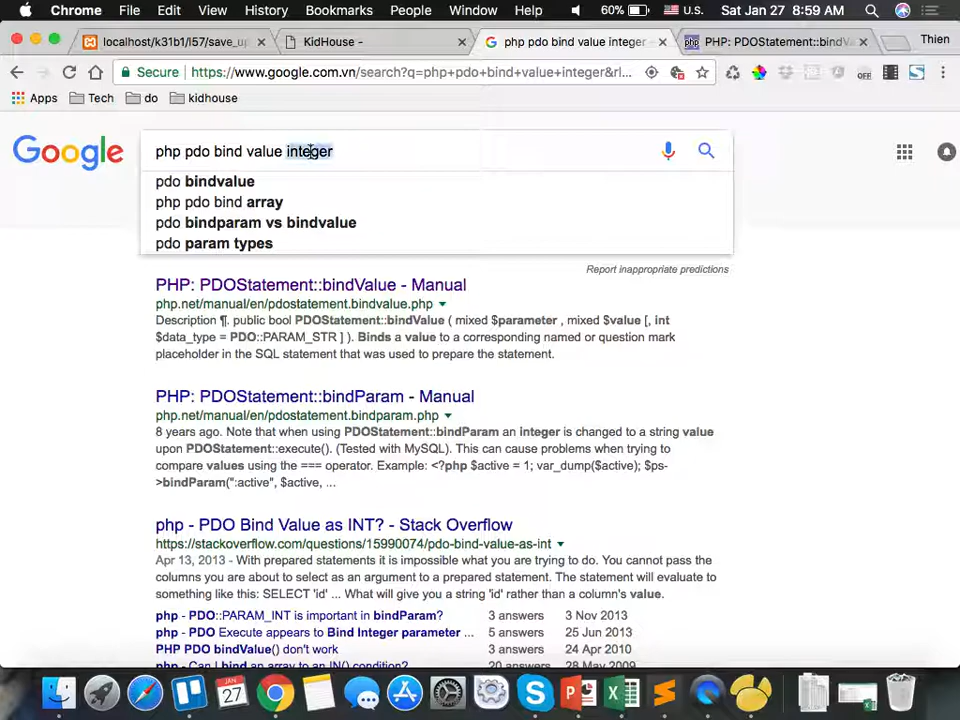 Chrome File Edit View History Bookmarks People Window Help 60% U.S. Sat Jan 27 8:59 AM
localhost/k31b1/l57/save_up × KidHouse - × php pdo bind value integer - × PHP: PDOStatement::bindVa × Thien
Secure https://www.google.com.vn/search?q=php+pdo+bind+value+integer&rl...
OFF
Apps Tech do kidhouse
Google
php pdo bind value integer
pdo bindvalue
php pdo bind array
pdo bindparam vs bindvalue
pdo param types
Report inappropriate predictions
PHP: PDOStatement::bindValue - Manual
php.net/manual/en/pdostatement.bindvalue.php
Description ¶. public bool PDOStatement::bindValue ( mixed $parameter , mixed $value [, int
$data_type = PDO::PARAM_STR ] ). Binds a value to a corresponding named or question mark
placeholder in the SQL statement that was used to prepare the statement.
PHP: PDOStatement::bindParam - Manual
php.net/manual/en/pdostatement.bindparam.php
8 years ago. Note that when using PDOStatement::bindParam an integer is changed to a string value
upon PDOStatement::execute(). (Tested with MySQL). This can cause problems when trying to
compare values using the === operator. Example: <?php $active = 1; var_dump($active); $ps-
>bindParam(":active", $active, ...
php - PDO Bind Value as INT? - Stack Overflow
https://stackoverflow.com/questions/15990074/pdo-bind-value-as-int
Apr 13, 2013 - With prepared statements it is impossible what you are trying to do. You cannot pass the
columns you are about to select as an argument to a prepared statement. The statement will evaluate to
something like this: SELECT 'id' ... What will give you a string 'id' rather than a column's value.
php - PDO::PARAM_INT is important in bindParam? 3 answers 3 Nov 2013
php - PDO Execute appears to Bind Integer parameter ... 5 answers 25 Jun 2013
PHP PDO bindValue() don't work 3 answers 24 Apr 2010
php - Can I bind an array to an IN() condition? 20 answers 28 May 2009
JAN
27